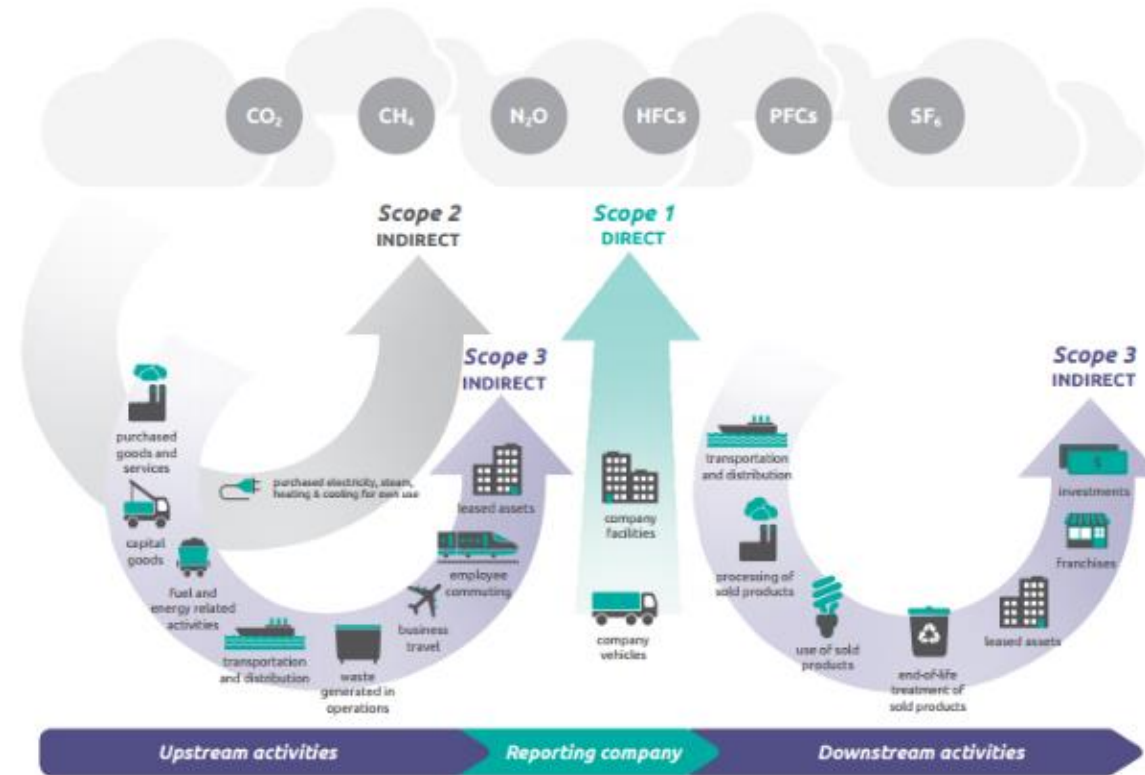 CO₂
CH₄
N₂O
HFCs
PFCs
SF₆
Scope 2
INDIRECT
Scope 1
DIRECT
Scope 3
INDIRECT
Scope 3
INDIRECT
purchased
goods and
services
capital
goods
fuel and
energy related
activities
transportation
and distribution
waste
generated in
operations
business
travel
employee
commuting
leased assets
purchased electricity, steam,
heating & cooling for own use
company
facilities
company
vehicles
transportation
and distribution
processing of
sold products
use of sold
products
end-of-life
treatment of
sold products
leased assets
franchises
$
investments
Upstream activities
Reporting company
Downstream activities